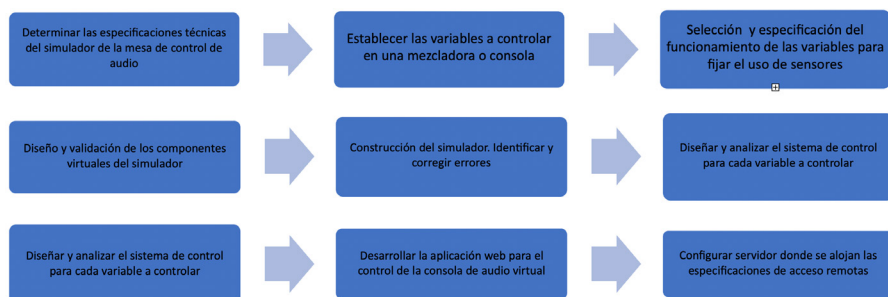 Determinar las especificaciones técnicas
del simulador de la mesa de control de
audio
Establecer las variables a controlar
en una mezcladora o consola
Selección y especificación del
funcionamiento de las variables para
fijar el uso de sensores
Diseño y validación de los componentes
virtuales del simulador
Construcción del simulador. Identificar y
corregir errores
Diseñar y analizar el sistema de control
para cada variable a controlar
Diseñar y analizar el sistema de control
para cada variable a controlar
Desarrollar la aplicación web para el
control de la consola de audio virtual
Configurar servidor donde se alojan las
especificaciones de acceso remotas